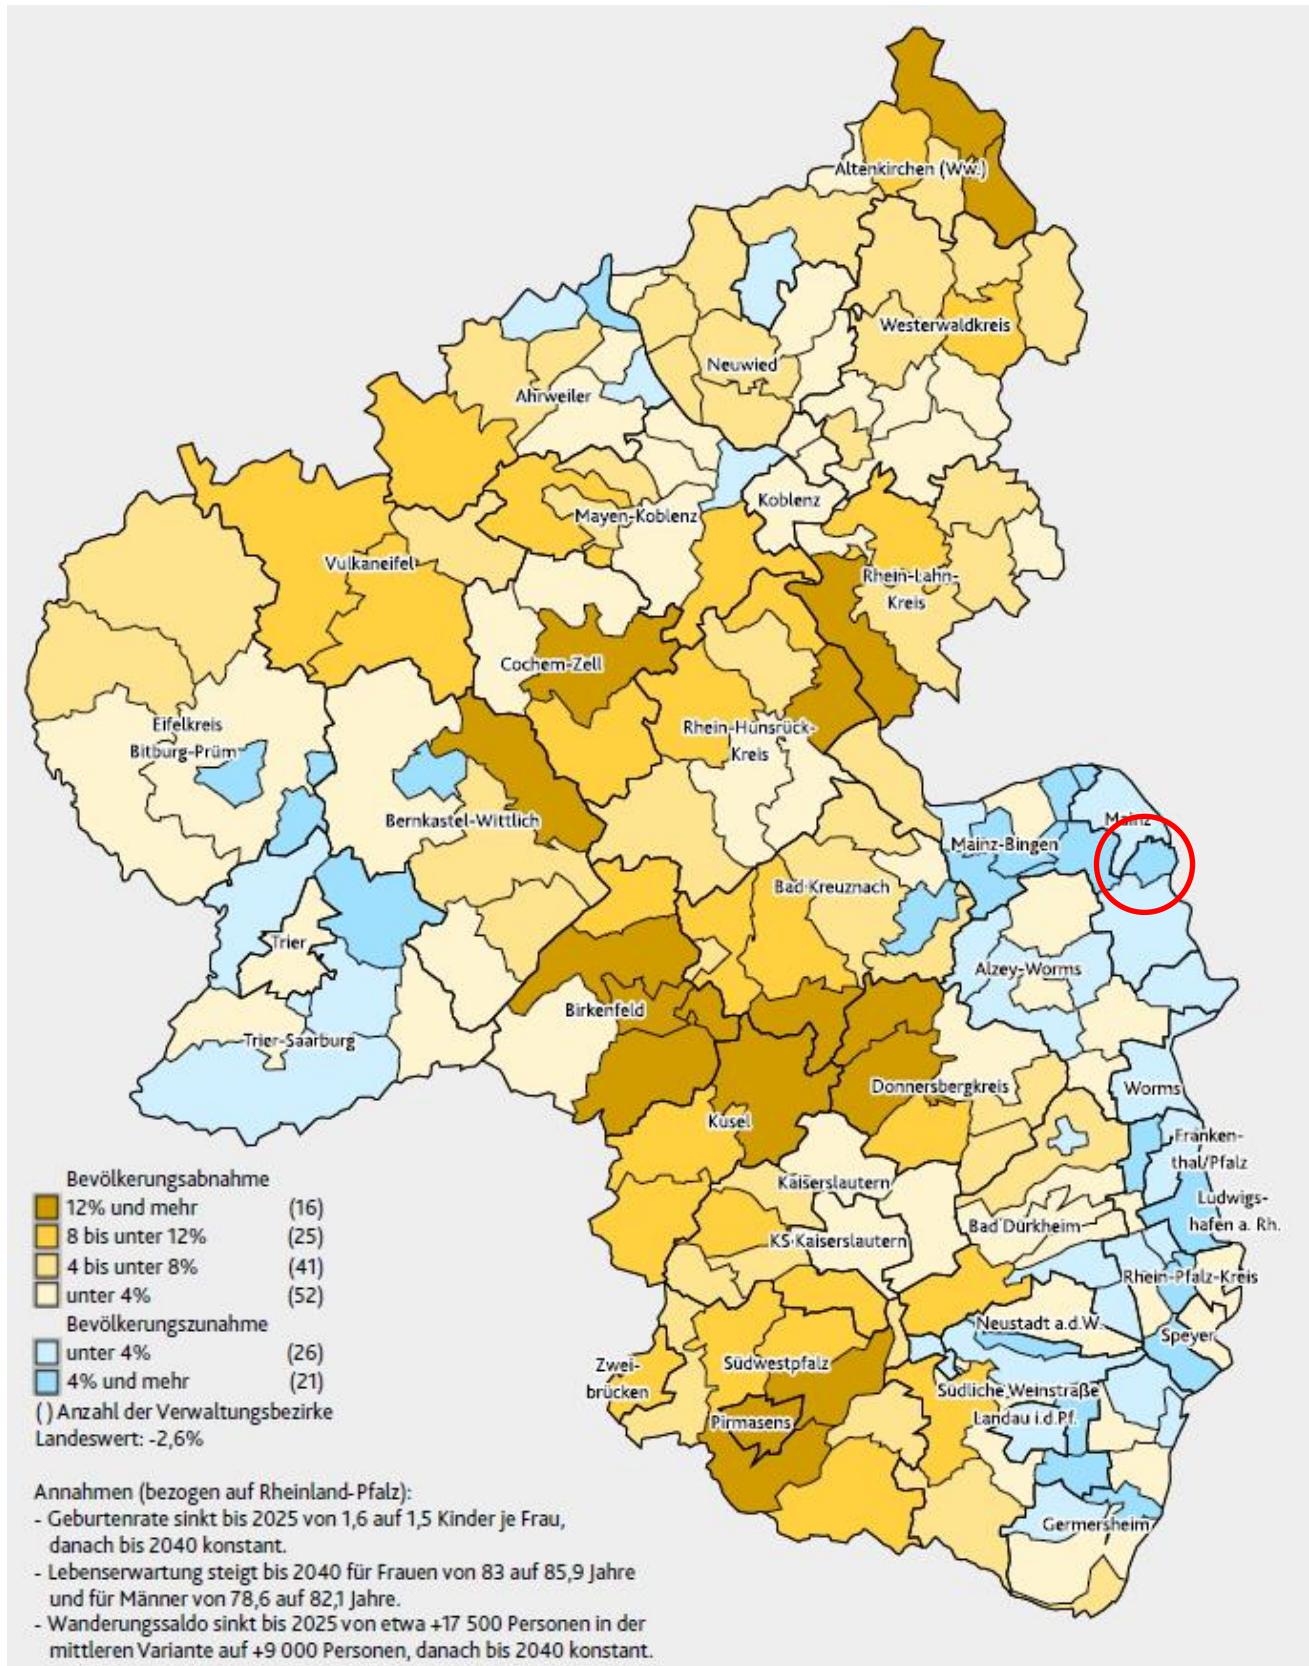 Altenkirchen (Ww.)
Westerwaldkreis
Neuwied
Ahrweiler
Koblenz
Mayen-Koblenz
Vulkaneifel
Rhein-Lahn-
Kreis
Cochem-Zell
Eifelkreis
Bitburg-Prüm
Rhein-Hunsrück-
Kreis
Bernkastel-Wittlich
Mainz
Mainz-Bingen
Bad Kreuznach
Trier
Alzey-Worms
Birkenfeld
Trier-Saarburg
Donnersbergkreis
Worms
Kusel
Franken-
thal/Pfalz
Kaiserslautern
Ludwigs-
hafen a. Rh.
Bad Dürkheim
KS Kaiserslautern
Rhein-Pfalz-Kreis
Neustadt a.d.W.
Speyer
Zwei-
brücken
Südwestpfalz
Südliche Weinstraße
Landau i.d.Pf.
Pirmasens
Germersheim
Bevölkerungsabnahme
12% und mehr (16)
8 bis unter 12% (25)
4 bis unter 8% (41)
unter 4% (52)
Bevölkerungszunahme
unter 4% (26)
4% und mehr (21)
( ) Anzahl der Verwaltungsbezirke
Landeswert: -2,6%
Annahmen (bezogen auf Rheinland-Pfalz):
- Geburtenrate sinkt bis 2025 von 1,6 auf 1,5 Kinder je Frau,
danach bis 2040 konstant.
- Lebenserwartung steigt bis 2040 für Frauen von 83 auf 85,9 Jahre
und für Männer von 78,6 auf 82,1 Jahre.
- Wanderungssaldo sinkt bis 2025 von etwa +17 500 Personen in der
mittleren Variante auf +9 000 Personen, danach bis 2040 konstant.